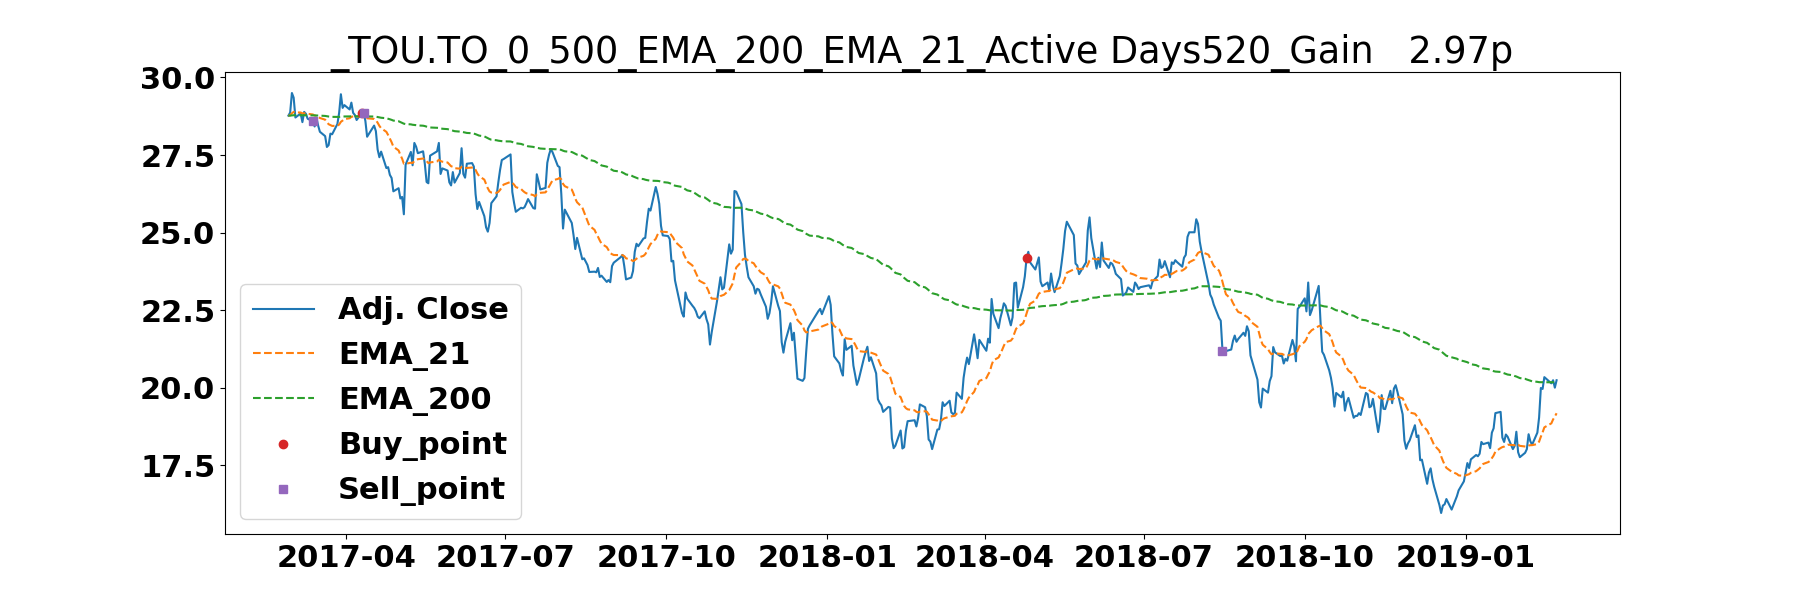 _TOU.TO_0_500_EMA_200_EMA_21_Active Days520_Gain   2.97p
30.0
27.5
25.0
22.5
20.0
17.5
Adj. Close
EMA_21
EMA_200
Buy_point
Sell_point
2017-04 2017-07 2017-10 2018-01 2018-04 2018-07 2018-10 2019-01